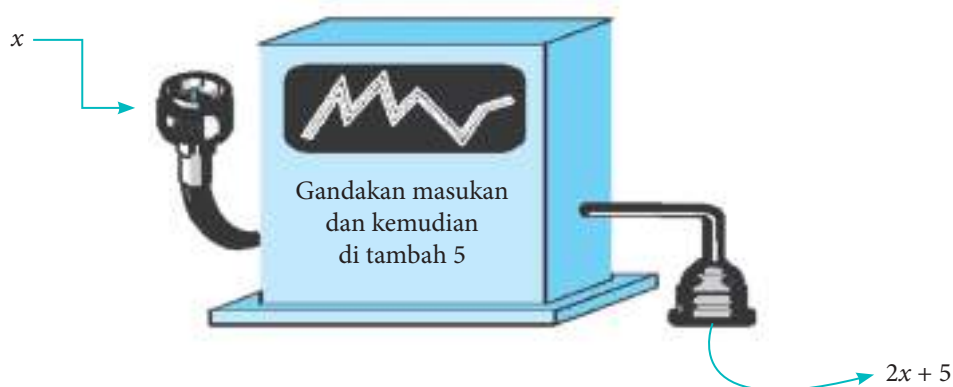 x
Gandakan masukan
dan kemudian
di tambah 5
2x + 5